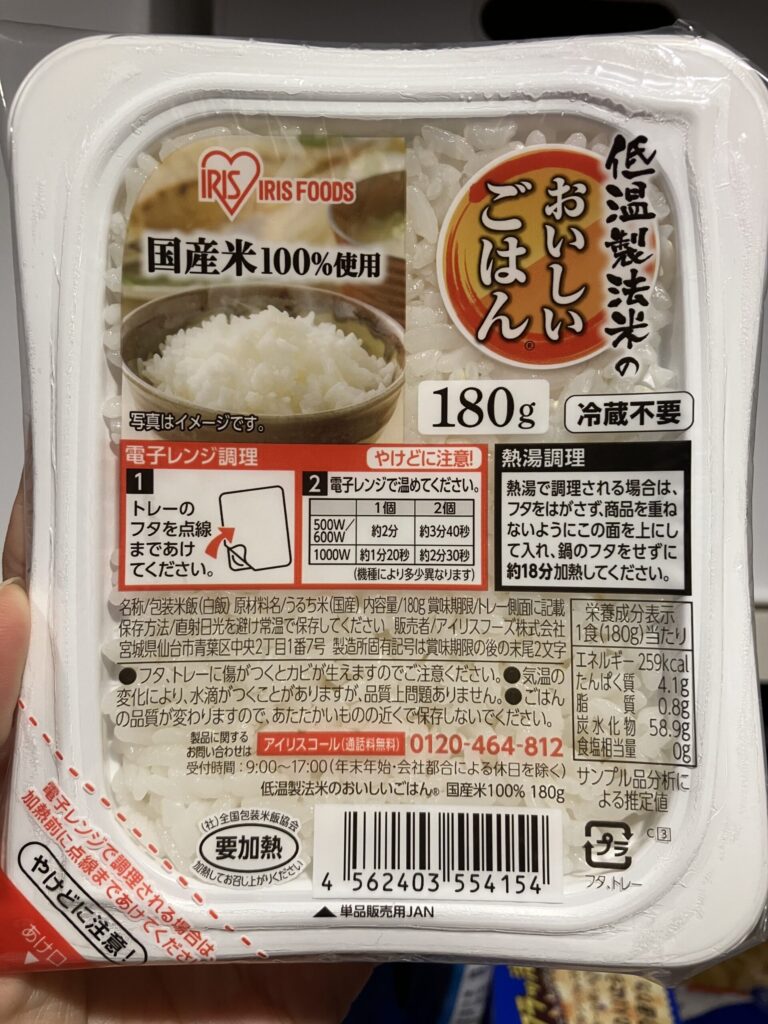 IRIS
IRIS FOODS
国産米100%使用
写真はイメージです。
低温製法米の
おいしい
ごはん®
180g
冷蔵不要
電子レンジ調理
やけどに注意!
1
トレーの
フタを点線
まであけ
てください。
2 電子レンジで温めてください。
1個 2個
500W/600W 約2分 約3分40秒
1000W 約1分20秒 約2分30秒
(機種により多少異なります)
熱湯調理
熱湯で調理される場合は、
フタをはがさず、商品を重ね
ないようにこの面を上にし
て入れ、鍋のフタをせずに
約18分加熱してください。
名称/包装米飯(白飯) 原材料名/うるち米(国産) 内容量/180g 賞味期限/トレー側面に記載
保存方法/直射日光を避け常温で保存してください 販売者/アイリスフーズ株式会社
宮城県仙台市青葉区中央2丁目1番7号 製造所固有記号は賞味期限の後の末尾2文字
●フタ、トレーに傷がつくとカビが生えますのでご注意ください。●気温の
変化により、水滴がつくことがありますが、品質上問題ありません。●ごはん
の品質が変わりますので、あたたかいものの近くで保存しないでください。
製品に関する
お問い合わせは
アイリスコール(通話料無料) 0120-464-812
受付時間:9:00〜17:00(年末年始・会社都合による休日を除く)
低温製法米のおいしいごはん® 国産米100% 180g
栄養成分表示
1食(180g)当たり
エネルギー 259kcal
たんぱく質 4.1g
脂質 0.8g
炭水化物 58.9g
食塩相当量 0g
サンプル品分析に
よる推定値
(社)全国包装米飯協会
要加熱
加熱してお召し上がりください
4 562403 554154
▲ 単品販売用JAN
プラ
フタ、トレー
C 3
電子レンジで調理される場合は、
加熱前に点線まであけてください
やけどに注意!
あけ口